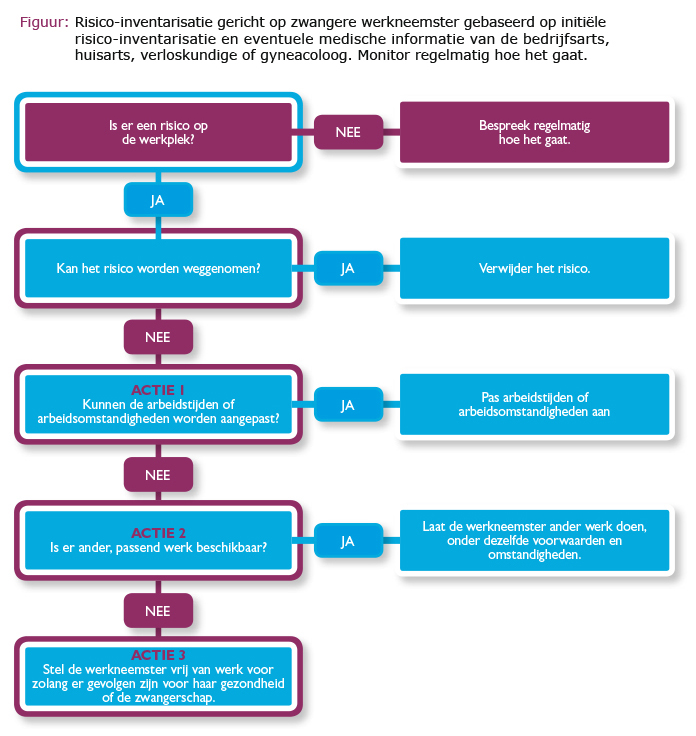 Figuur: Risico-inventarisatie gericht op zwangere werkneemster gebaseerd op initiële
risico-inventarisatie en eventuele medische informatie van de bedrijfsarts,
huisarts, verloskundige of gyneacoloog. Monitor regelmatig hoe het gaat.
Is er een risico op
de werkplek?
NEE
Bespreek regelmatig
hoe het gaat.
JA
Kan het risico worden weggenomen?
JA
Verwijder het risico.
NEE
ACTIE 1
Kunnen de arbeidstijden of
arbeidsomstandigheden worden aangepast?
JA
Pas arbeidstijden of
arbeidsomstandigheden aan
NEE
ACTIE 2
Is er ander, passend werk beschikbaar?
JA
Laat de werkneemster ander werk doen,
onder dezelfde voorwaarden en
omstandigheden.
NEE
ACTIE 3
Stel de werkneemster vrij van werk voor
zolang er gevolgen zijn voor haar gezondheid
of de zwangerschap.